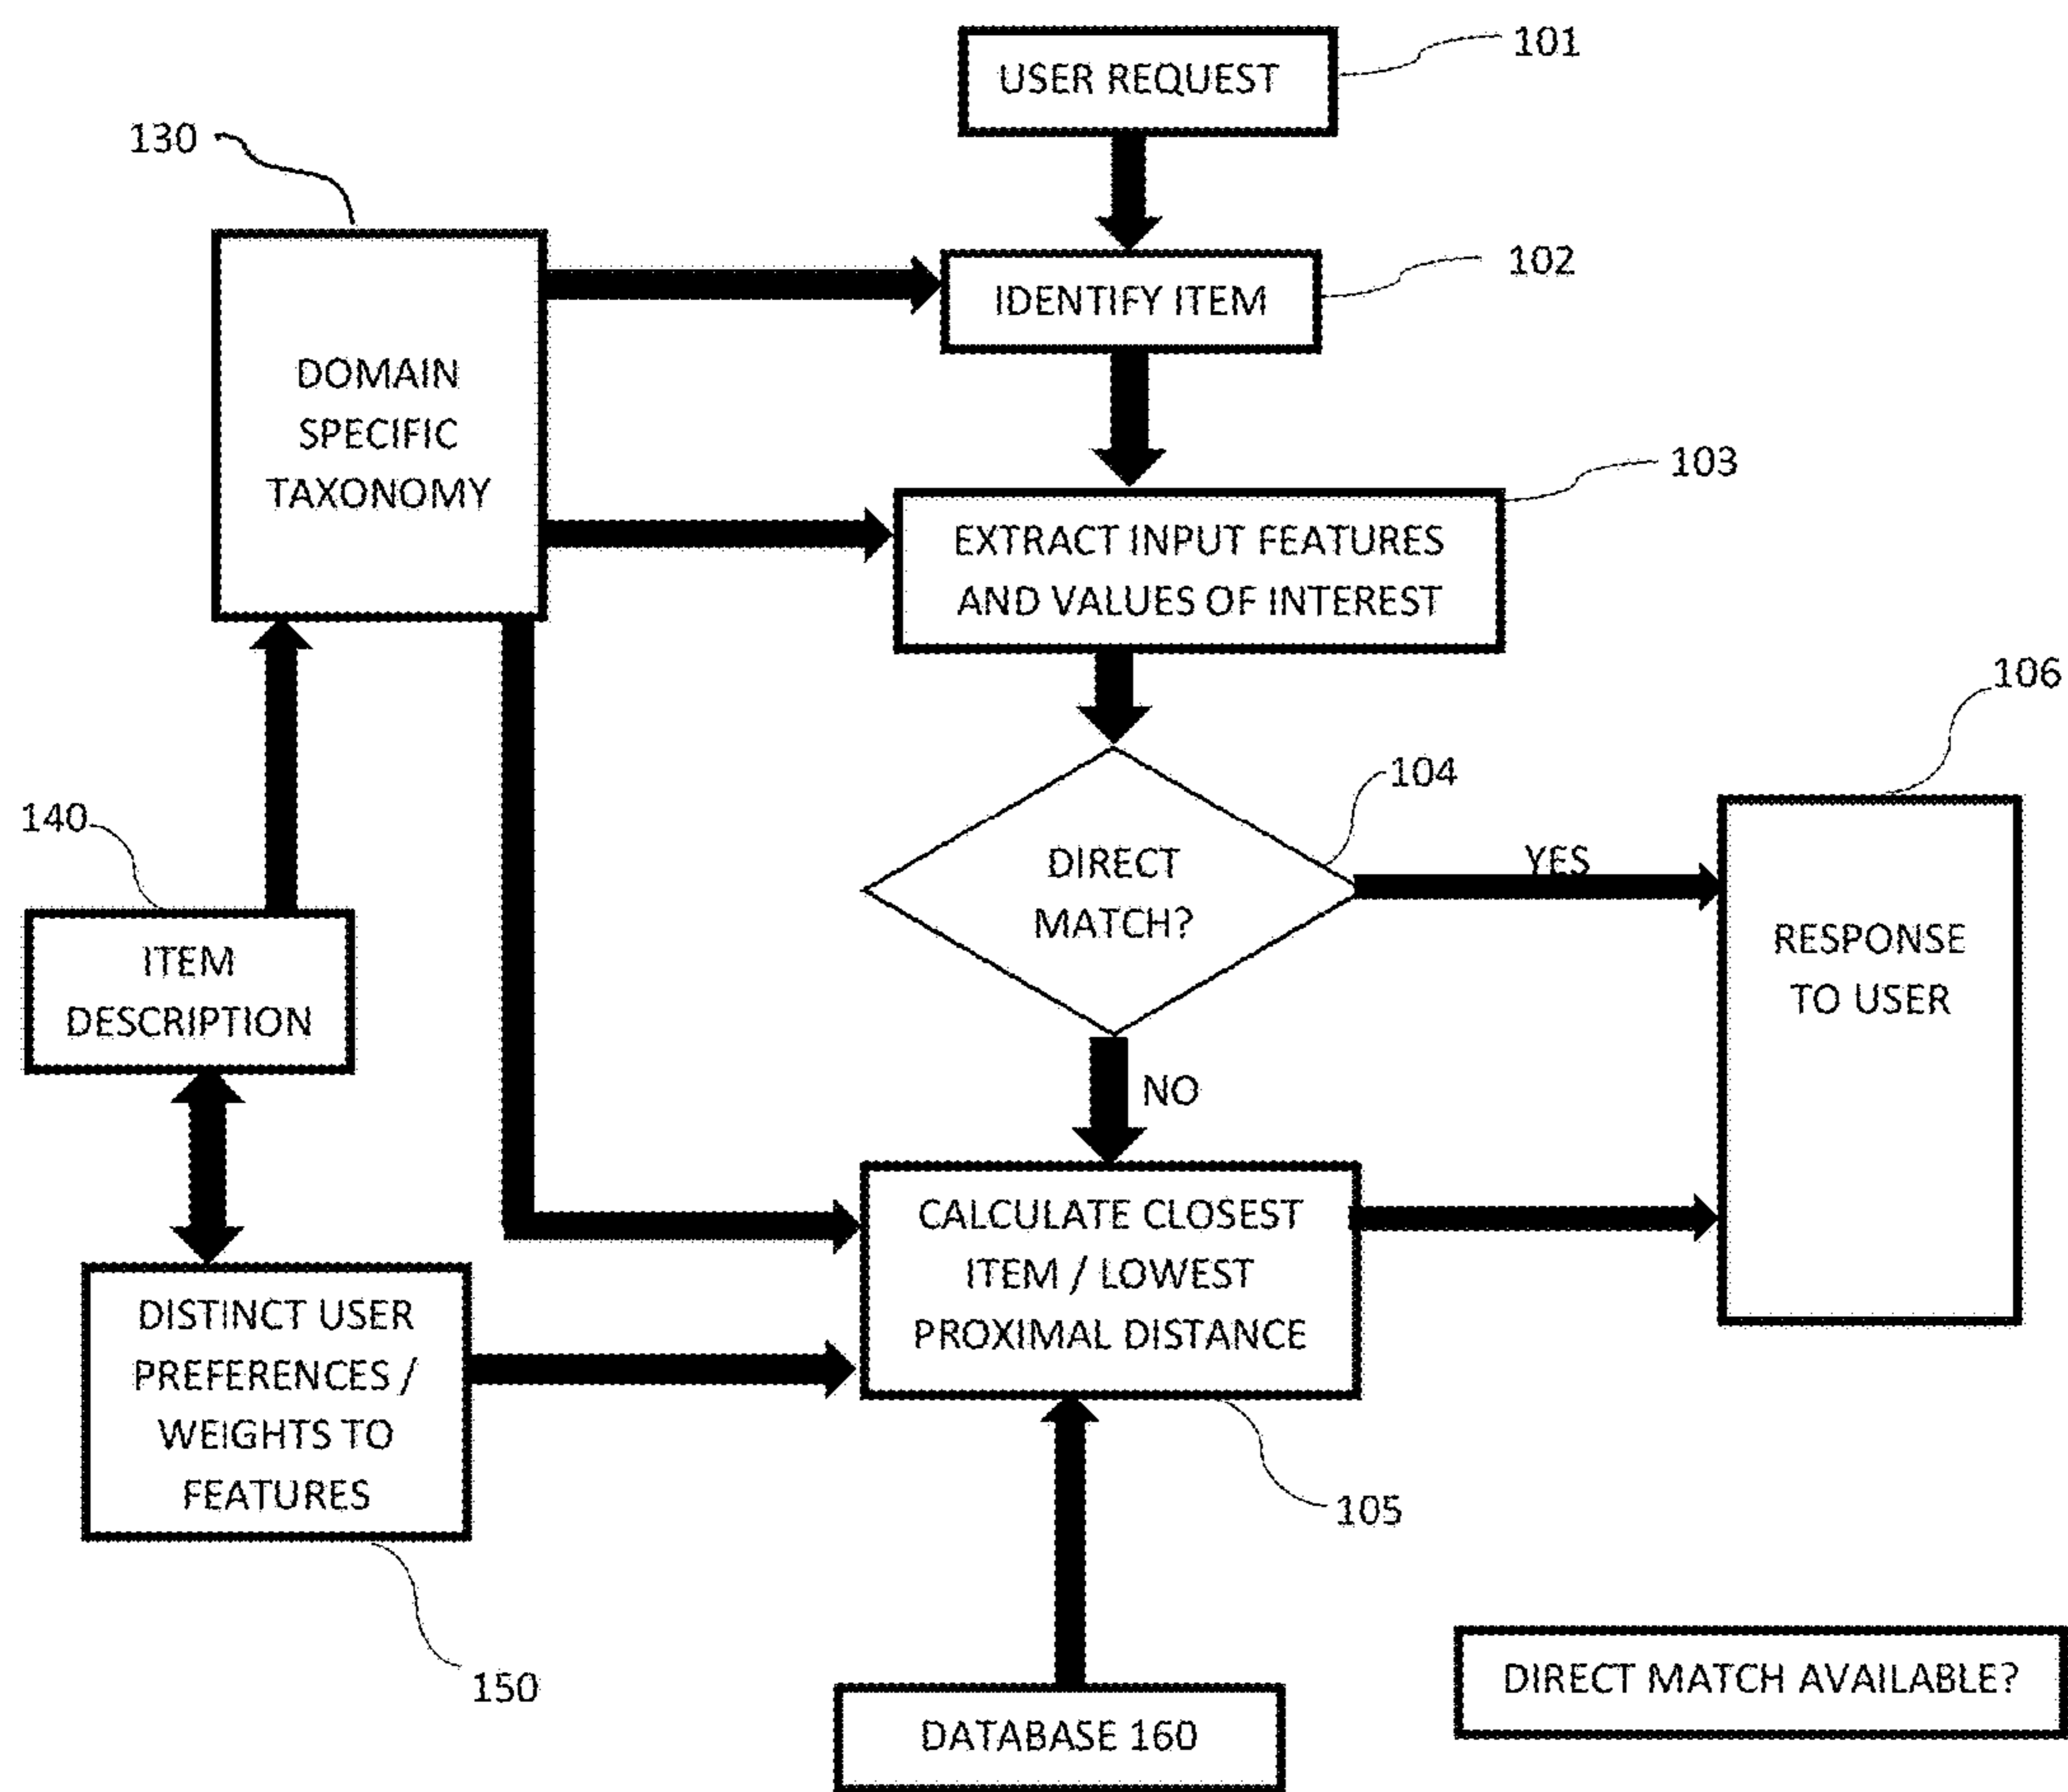 101
USER REQUEST
130
102
IDENTIFY ITEM
DOMAIN
SPECIFIC
TAXONOMY
103
EXTRACT INPUT FEATURES
AND VALUES OF INTEREST
106
104
140
DIRECT
MATCH?
YES
RESPONSE
TO USER
ITEM
DESCRIPTION
NO
CALCULATE CLOSEST
ITEM / LOWEST
PROXIMAL DISTANCE
DISTINCT USER
PREFERENCES /
WEIGHTS TO
FEATURES
105
150
DIRECT MATCH AVAILABLE?
DATABASE 160